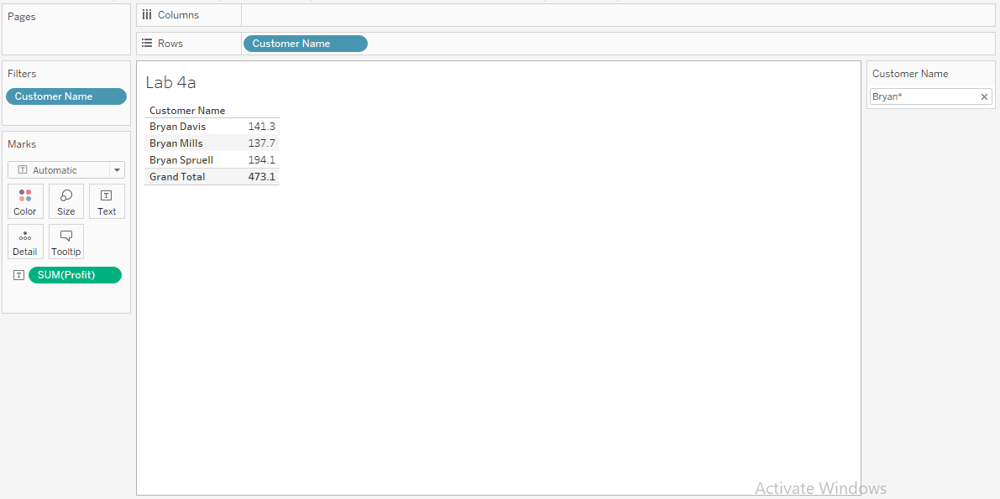 Pages
Columns
Rows
Customer Name
Filters
Customer Name
Marks
Automatic
Color
Size
Text
Detail
Tooltip
SUM(Profit)
Lab 4a
Customer Name
Bryan Davis 141.3
Bryan Mills 137.7
Bryan Spruell 194.1
Grand Total 473.1
Customer Name
Bryan*
Activate Windows